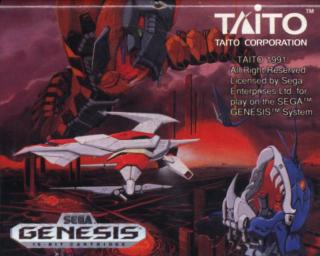 TAITO
TAITO CORPORATION
TAITO 1991
All Right Reserved
Licensed by Sega
Enterprises Ltd. for
play on the SEGA™
GENESIS™ System
SEGA
GENESIS
16-BIT CARTRIDGE